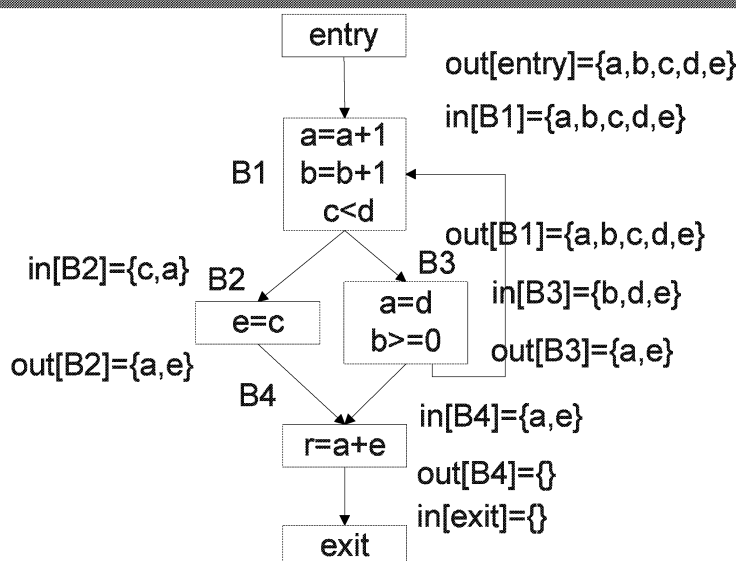 entry
out[entry]={a,b,c,d,e}
in[B1]={a,b,c,d,e}
a=a+1
B1
b=b+1
c<d
out[B1]={a,b,c,d,e}
in[B2]={c,a}
B2
B3
e=c
a=d
b>=0
in[B3]={b,d,e}
out[B2]={a,e}
out[B3]={a,e}
B4
r=a+e
in[B4]={a,e}
out[B4]={}
in[exit]={}
exit